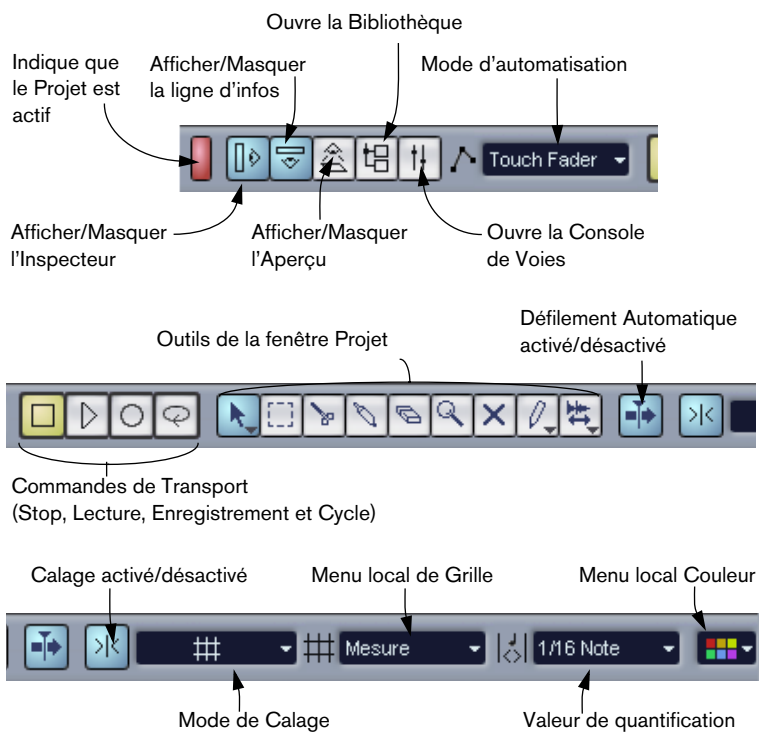 Ouvre la Bibliothèque
Indique que
le Projet est
actif
Afficher/Masquer
la ligne d'infos
Mode d'automatisation
Touch Fader
Afficher/Masquer
l'Inspecteur
Afficher/Masquer
l'Aperçu
Ouvre la Console
de Voies
Outils de la fenêtre Projet
Défilement Automatique
activé/désactivé
Commandes de Transport
(Stop, Lecture, Enregistrement et Cycle)
Calage activé/désactivé
Menu local de Grille
Menu local Couleur
Mesure
1/16 Note
Mode de Calage
Valeur de quantification